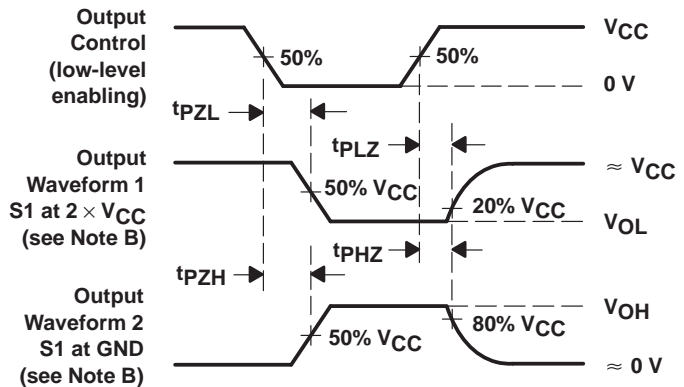 Output
Control
(low-level
enabling)
50%
50%
VCC
0 V
tPZL
tPLZ
Output
Waveform 1
S1 at 2 × VCC
(see Note B)
50% VCC
20% VCC
≈ VCC
VOL
tPZH
tPHZ
Output
Waveform 2
S1 at GND
(see Note B)
50% VCC
80% VCC
VOH
≈ 0 V